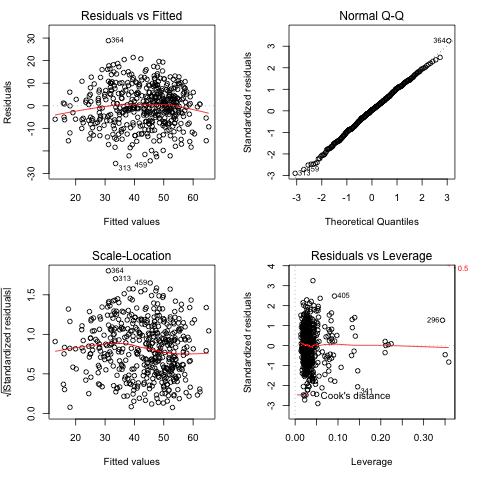 Residuals vs Fitted
Residuals
30
20
10
0
-10
-30
364
313
459
20 30 40 50 60
Fitted values
Normal Q-Q
Standardized residuals
3
2
1
0
-1
-2
-3
364
459
313
-3 -2 -1 0 1 2 3
Theoretical Quantiles
Scale-Location
√|Standardized residuals|
1.5
1.0
0.5
0.0
364
313
459
20 30 40 50 60
Fitted values
Residuals vs Leverage
Standardized residuals
4
3
2
1
0
-1
-2
-3
0.5
405
296
341
Cook's distance
0.00 0.10 0.20 0.30
Leverage